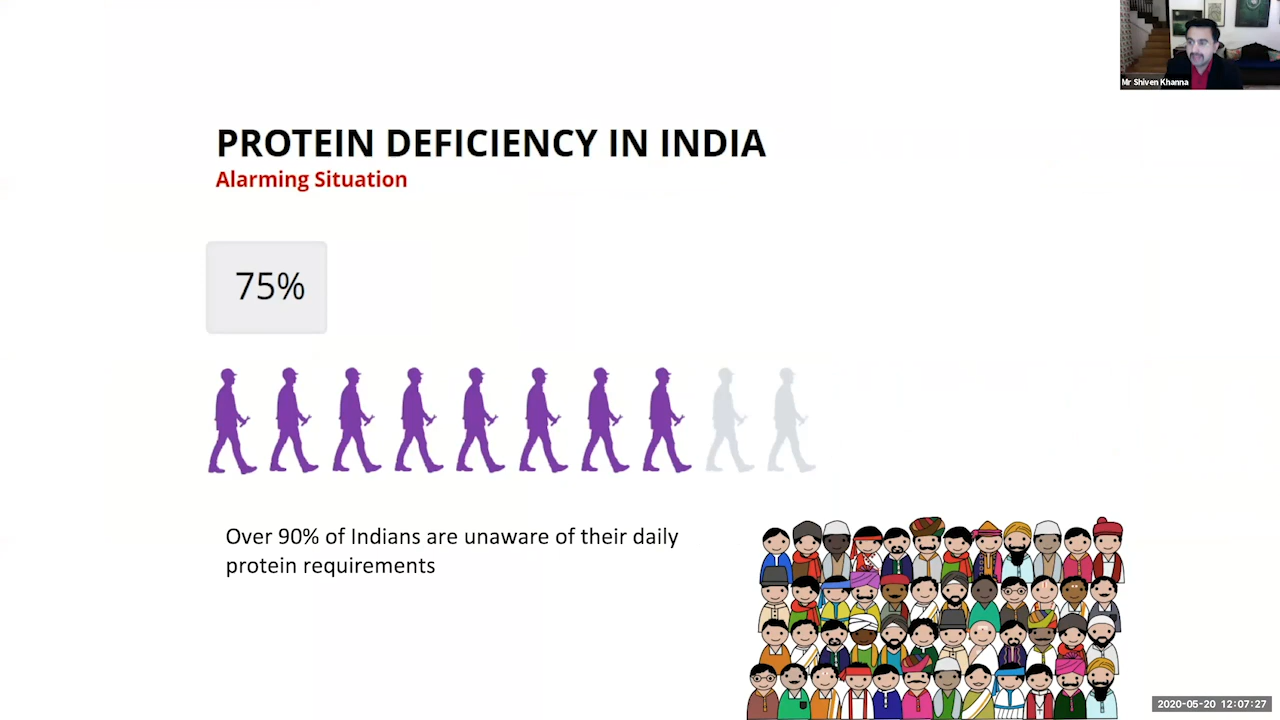 Mr Shiven Khanna
PROTEIN DEFICIENCY IN INDIA
Alarming Situation
75%
Over 90% of Indians are unaware of their daily
protein requirements
2020-05-20 12:07:27